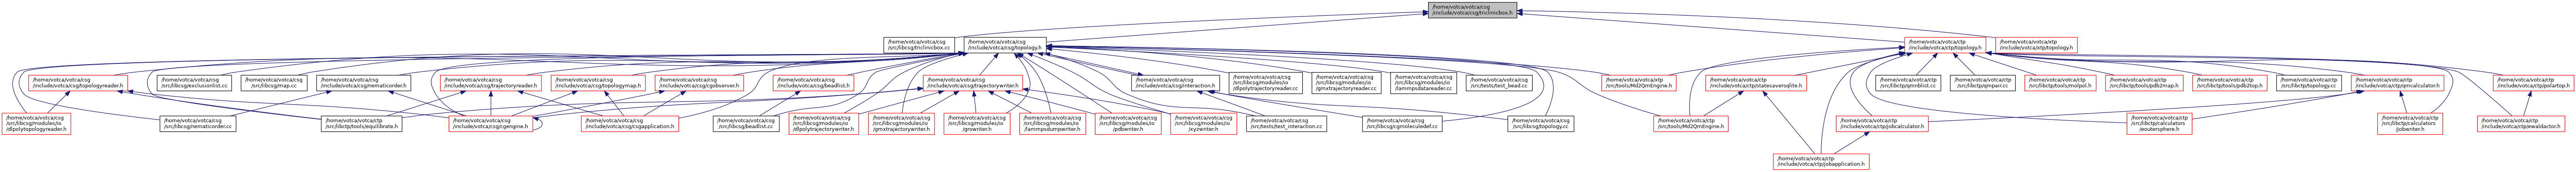 /home/votca/votca/csg
/include/votca/csg/triclinicbox.h
/home/votca/votca/csg
/src/libcsg/triclinicbox.cc
/home/votca/votca/csg
/include/votca/csg/topology.h
/home/votca/votca/ctp
/include/votca/ctp/topology.h
/home/votca/votca/xtp
/include/votca/xtp/topology.h
/home/votca/votca/csg
/include/votca/csg/topologyreader.h
/home/votca/votca/csg
/src/libcsg/exclusionlist.cc
/home/votca/votca/csg
/src/libcsg/map.cc
/home/votca/votca/csg
/include/votca/csg/nematicorder.h
/home/votca/votca/csg
/include/votca/csg/trajectoryreader.h
/home/votca/votca/csg
/include/votca/csg/topologymap.h
/home/votca/votca/csg
/include/votca/csg/cgobserver.h
/home/votca/votca/csg
/include/votca/csg/beadlist.h
/home/votca/votca/csg
/include/votca/csg/trajectorywriter.h
/home/votca/votca/csg
/include/votca/csg/interaction.h
/home/votca/votca/csg
/src/libcsg/modules/io
/dlpolytrajectoryreader.cc
/home/votca/votca/csg
/src/libcsg/modules/io
/gmxtrajectoryreader.cc
/home/votca/votca/csg
/src/libcsg/modules/io
/lammpsdatareader.cc
/home/votca/votca/csg
/src/tests/test_bead.cc
/home/votca/votca/xtp
/src/tools/Md2QmEngine.h
/home/votca/votca/ctp
/include/votca/ctp/statesaversqlite.h
/home/votca/votca/ctp
/src/libctp/qmnblist.cc
/home/votca/votca/ctp
/src/libctp/qmpair.cc
/home/votca/votca/ctp
/src/libctp/tools/molpol.h
/home/votca/votca/ctp
/src/libctp/tools/pdb2map.h
/home/votca/votca/ctp
/src/libctp/tools/pdb2top.h
/home/votca/votca/ctp
/src/libctp/topology.cc
/home/votca/votca/ctp
/include/votca/ctp/qmcalculator.h
/home/votca/votca/ctp
/include/votca/ctp/polartop.h
/home/votca/votca/csg
/src/libcsg/modules/io
/dlpolytopologyreader.h
/home/votca/votca/csg
/src/libcsg/nematicorder.cc
/home/votca/votca/ctp
/src/libctp/tools/equilibrate.h
/home/votca/votca/csg
/include/votca/csg/cgengine.h
/home/votca/votca/csg
/include/votca/csg/csgapplication.h
/home/votca/votca/csg
/src/libcsg/beadlist.cc
/home/votca/votca/csg
/src/libcsg/modules/io
/dlpolytrajectorywriter.h
/home/votca/votca/csg
/src/libcsg/modules/io
/gmxtrajectorywriter.h
/home/votca/votca/csg
/src/libcsg/modules/io
/growriter.h
/home/votca/votca/csg
/src/libcsg/modules/io
/lammpsdumpwriter.h
/home/votca/votca/csg
/src/libcsg/modules/io
/pdbwriter.h
/home/votca/votca/csg
/src/libcsg/modules/io
/xyzwriter.h
/home/votca/votca/csg
/src/tests/test_interaction.cc
/home/votca/votca/csg
/src/libcsg/cgmoleculedef.cc
/home/votca/votca/csg
/src/libcsg/topology.cc
/home/votca/votca/ctp
/src/tools/Md2QmEngine.h
/home/votca/votca/ctp
/include/votca/ctp/jobcalculator.h
/home/votca/votca/ctp
/src/libctp/calculators
/eoutersphere.h
/home/votca/votca/ctp
/src/libctp/calculators
/jobwriter.h
/home/votca/votca/ctp
/include/votca/ctp/ewaldactor.h
/home/votca/votca/ctp
/include/votca/ctp/jobapplication.h